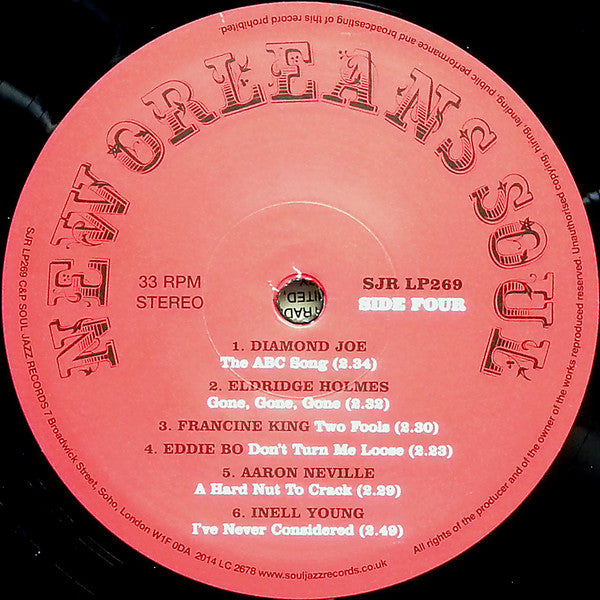 NEW ORLEANS SOUL
33 RPM
STEREO
SJR LP269
SIDE FOUR
1. DIAMOND JOE
The ABC Song (2.34)
2. ELDRIDGE HOLMES
Gone, Gone, Gone (2.32)
3. FRANCINE KING Two Fools (2.30)
4. EDDIE BO Don't Turn Me Loose (2.23)
5. AARON NEVILLE
A Hard Nut To Crack (2.29)
6. INELL YOUNG
I've Never Considered (2.49)
SJR LP269 C&P SOUL JAZZ RECORDS 7 Broadwick Street, Soho, London W1F 0DA 2014 LC 2678 www.souljazzrecords.co.uk
All rights of the producer and of the owner of the works reproduced reserved. Unauthorised copying, hiring, lending, public performance and broadcasting of this record prohibited.